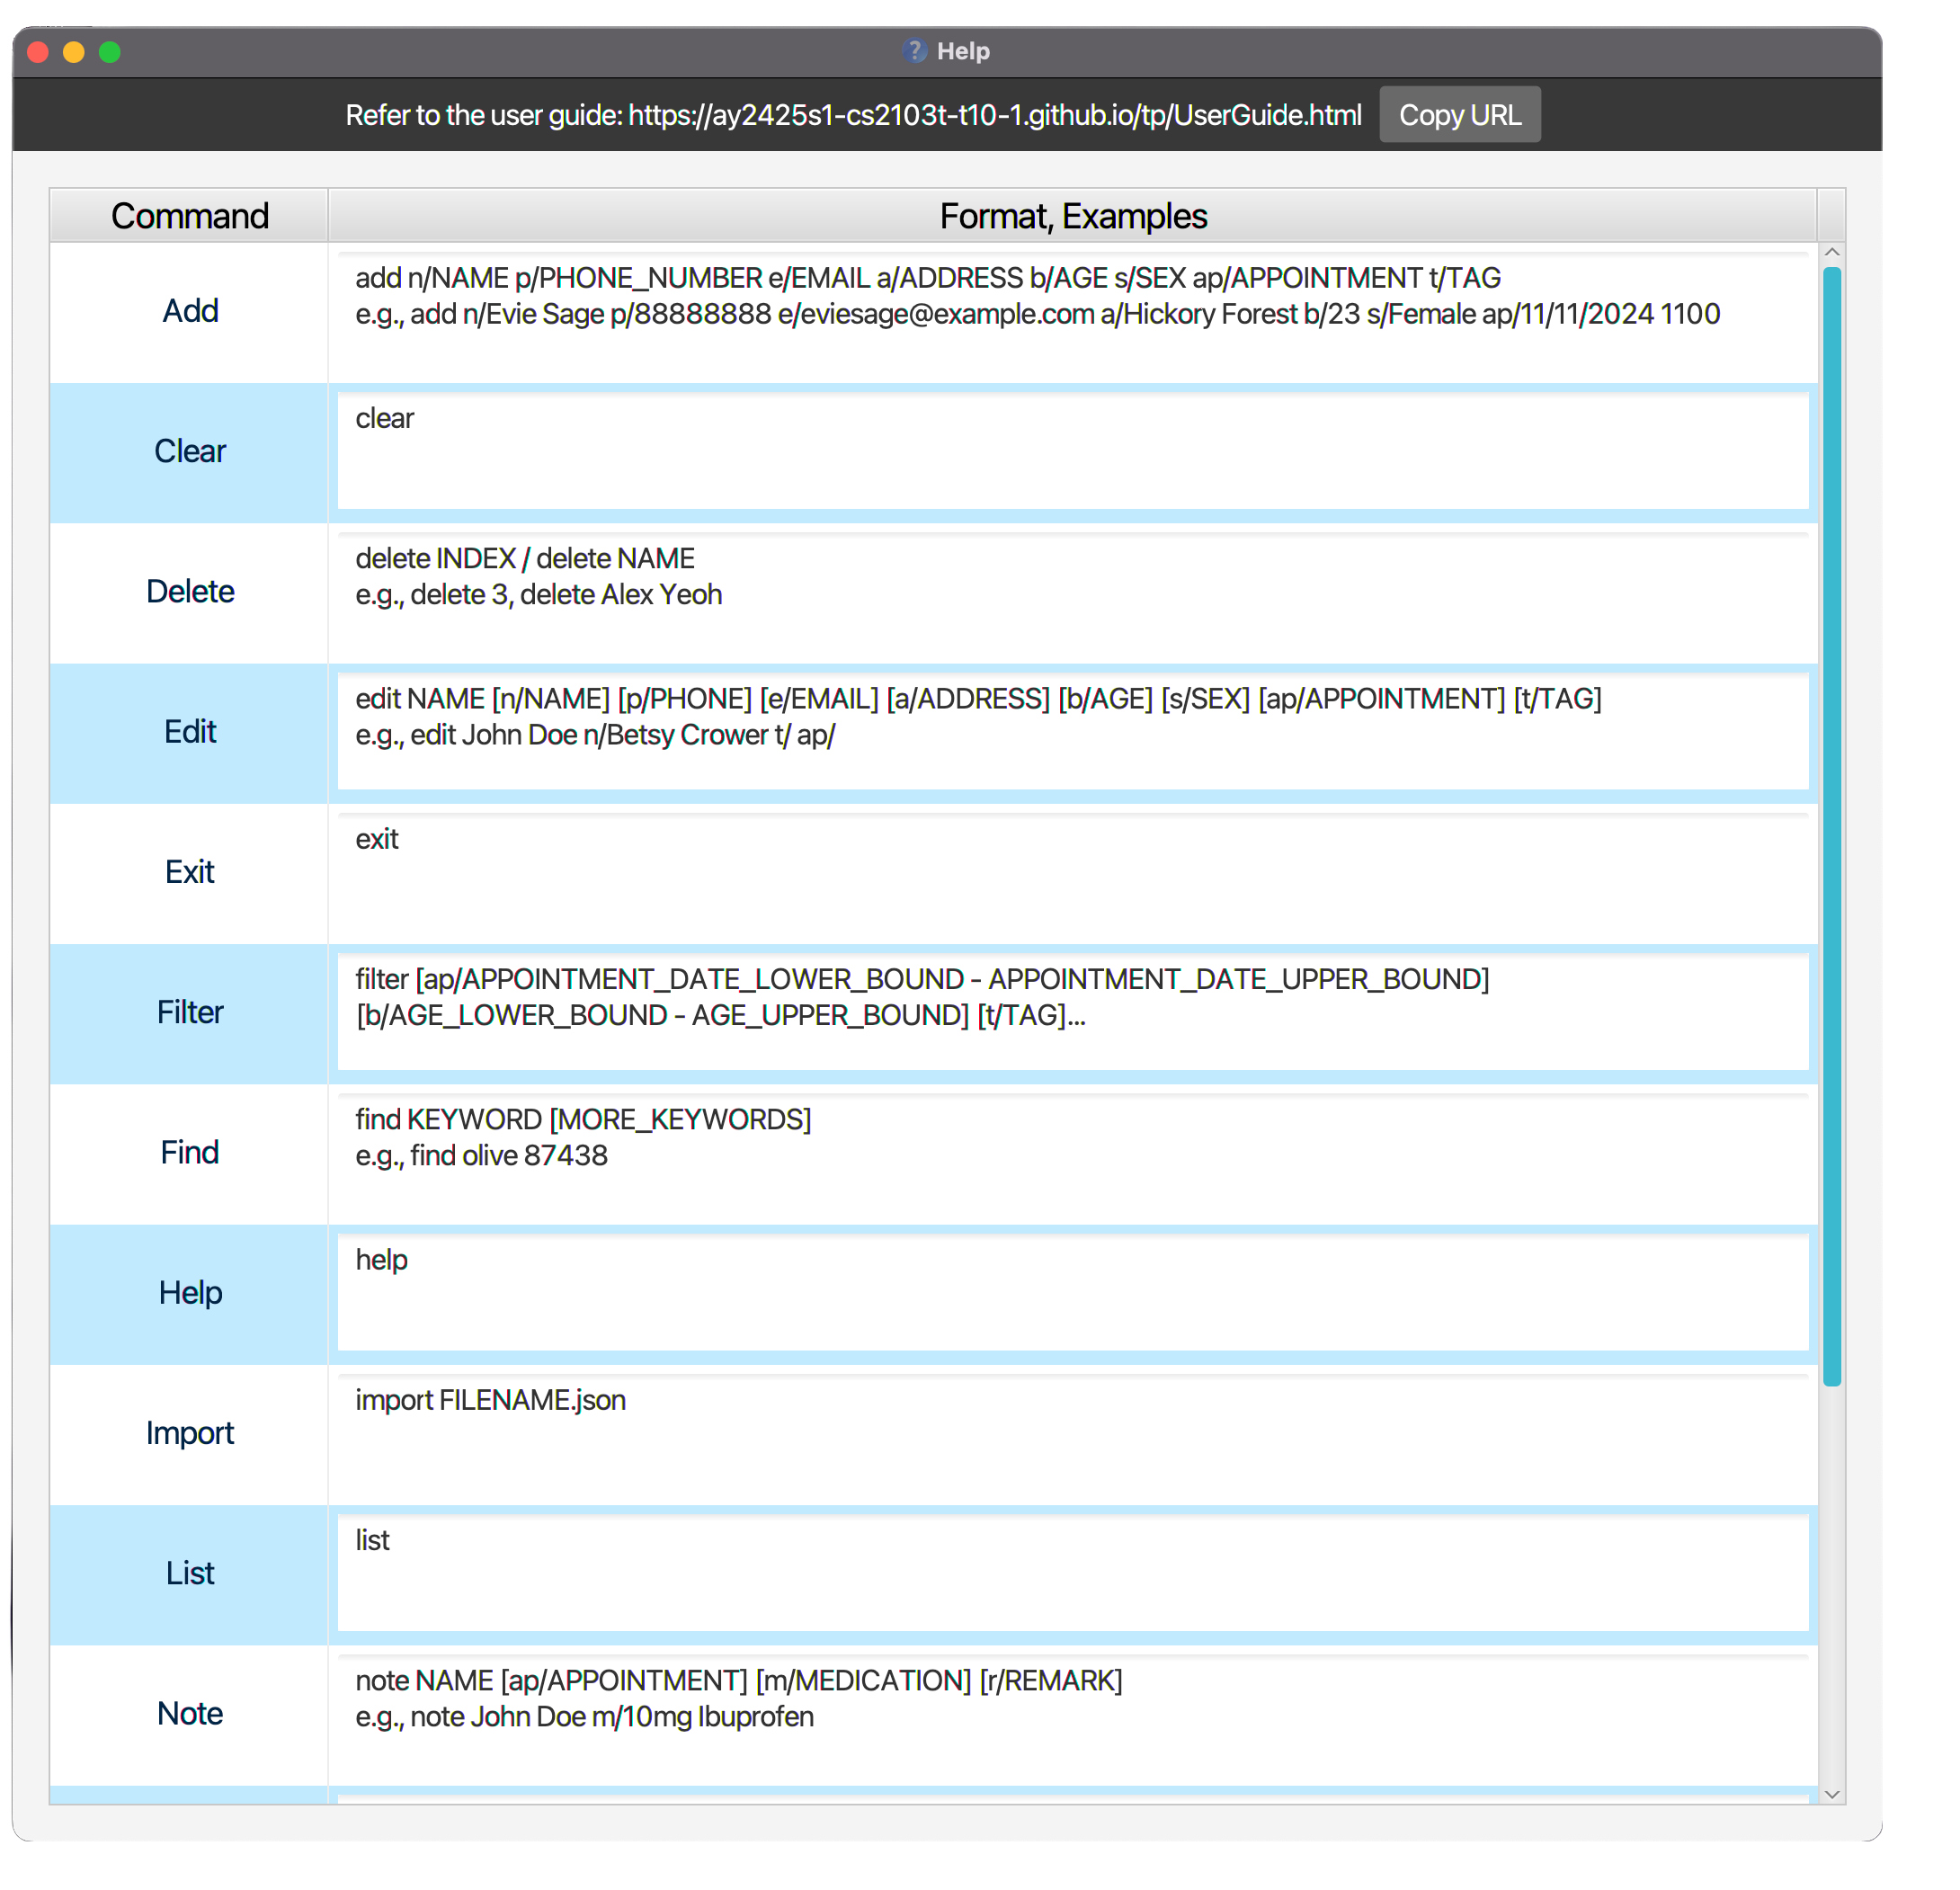 Help
Refer to the user guide: https://ay2425s1-cs2103t-t10-1.github.io/tp/UserGuide.html Copy URL
Command Format, Examples
Add
add n/NAME p/PHONE_NUMBER e/EMAIL a/ADDRESS b/AGE s/SEX ap/APPOINTMENT t/TAG
e.g., add n/Evie Sage p/88888888 e/eviesage@example.com a/Hickory Forest b/23 s/Female ap/11/11/2024 1100
Clear
clear
Delete
delete INDEX / delete NAME
e.g., delete 3, delete Alex Yeoh
Edit
edit NAME [n/NAME] [p/PHONE] [e/EMAIL] [a/ADDRESS] [b/AGE] [s/SEX] [ap/APPOINTMENT] [t/TAG]
e.g., edit John Doe n/Betsy Crower t/ ap/
Exit
exit
Filter
filter [ap/APPOINTMENT_DATE_LOWER_BOUND - APPOINTMENT_DATE_UPPER_BOUND]
[b/AGE_LOWER_BOUND - AGE_UPPER_BOUND] [t/TAG]...
Find
find KEYWORD [MORE_KEYWORDS]
e.g., find olive 87438
Help
help
Import
import FILENAME.json
List
list
Note
note NAME [ap/APPOINTMENT] [m/MEDICATION] [r/REMARK]
e.g., note John Doe m/10mg Ibuprofen